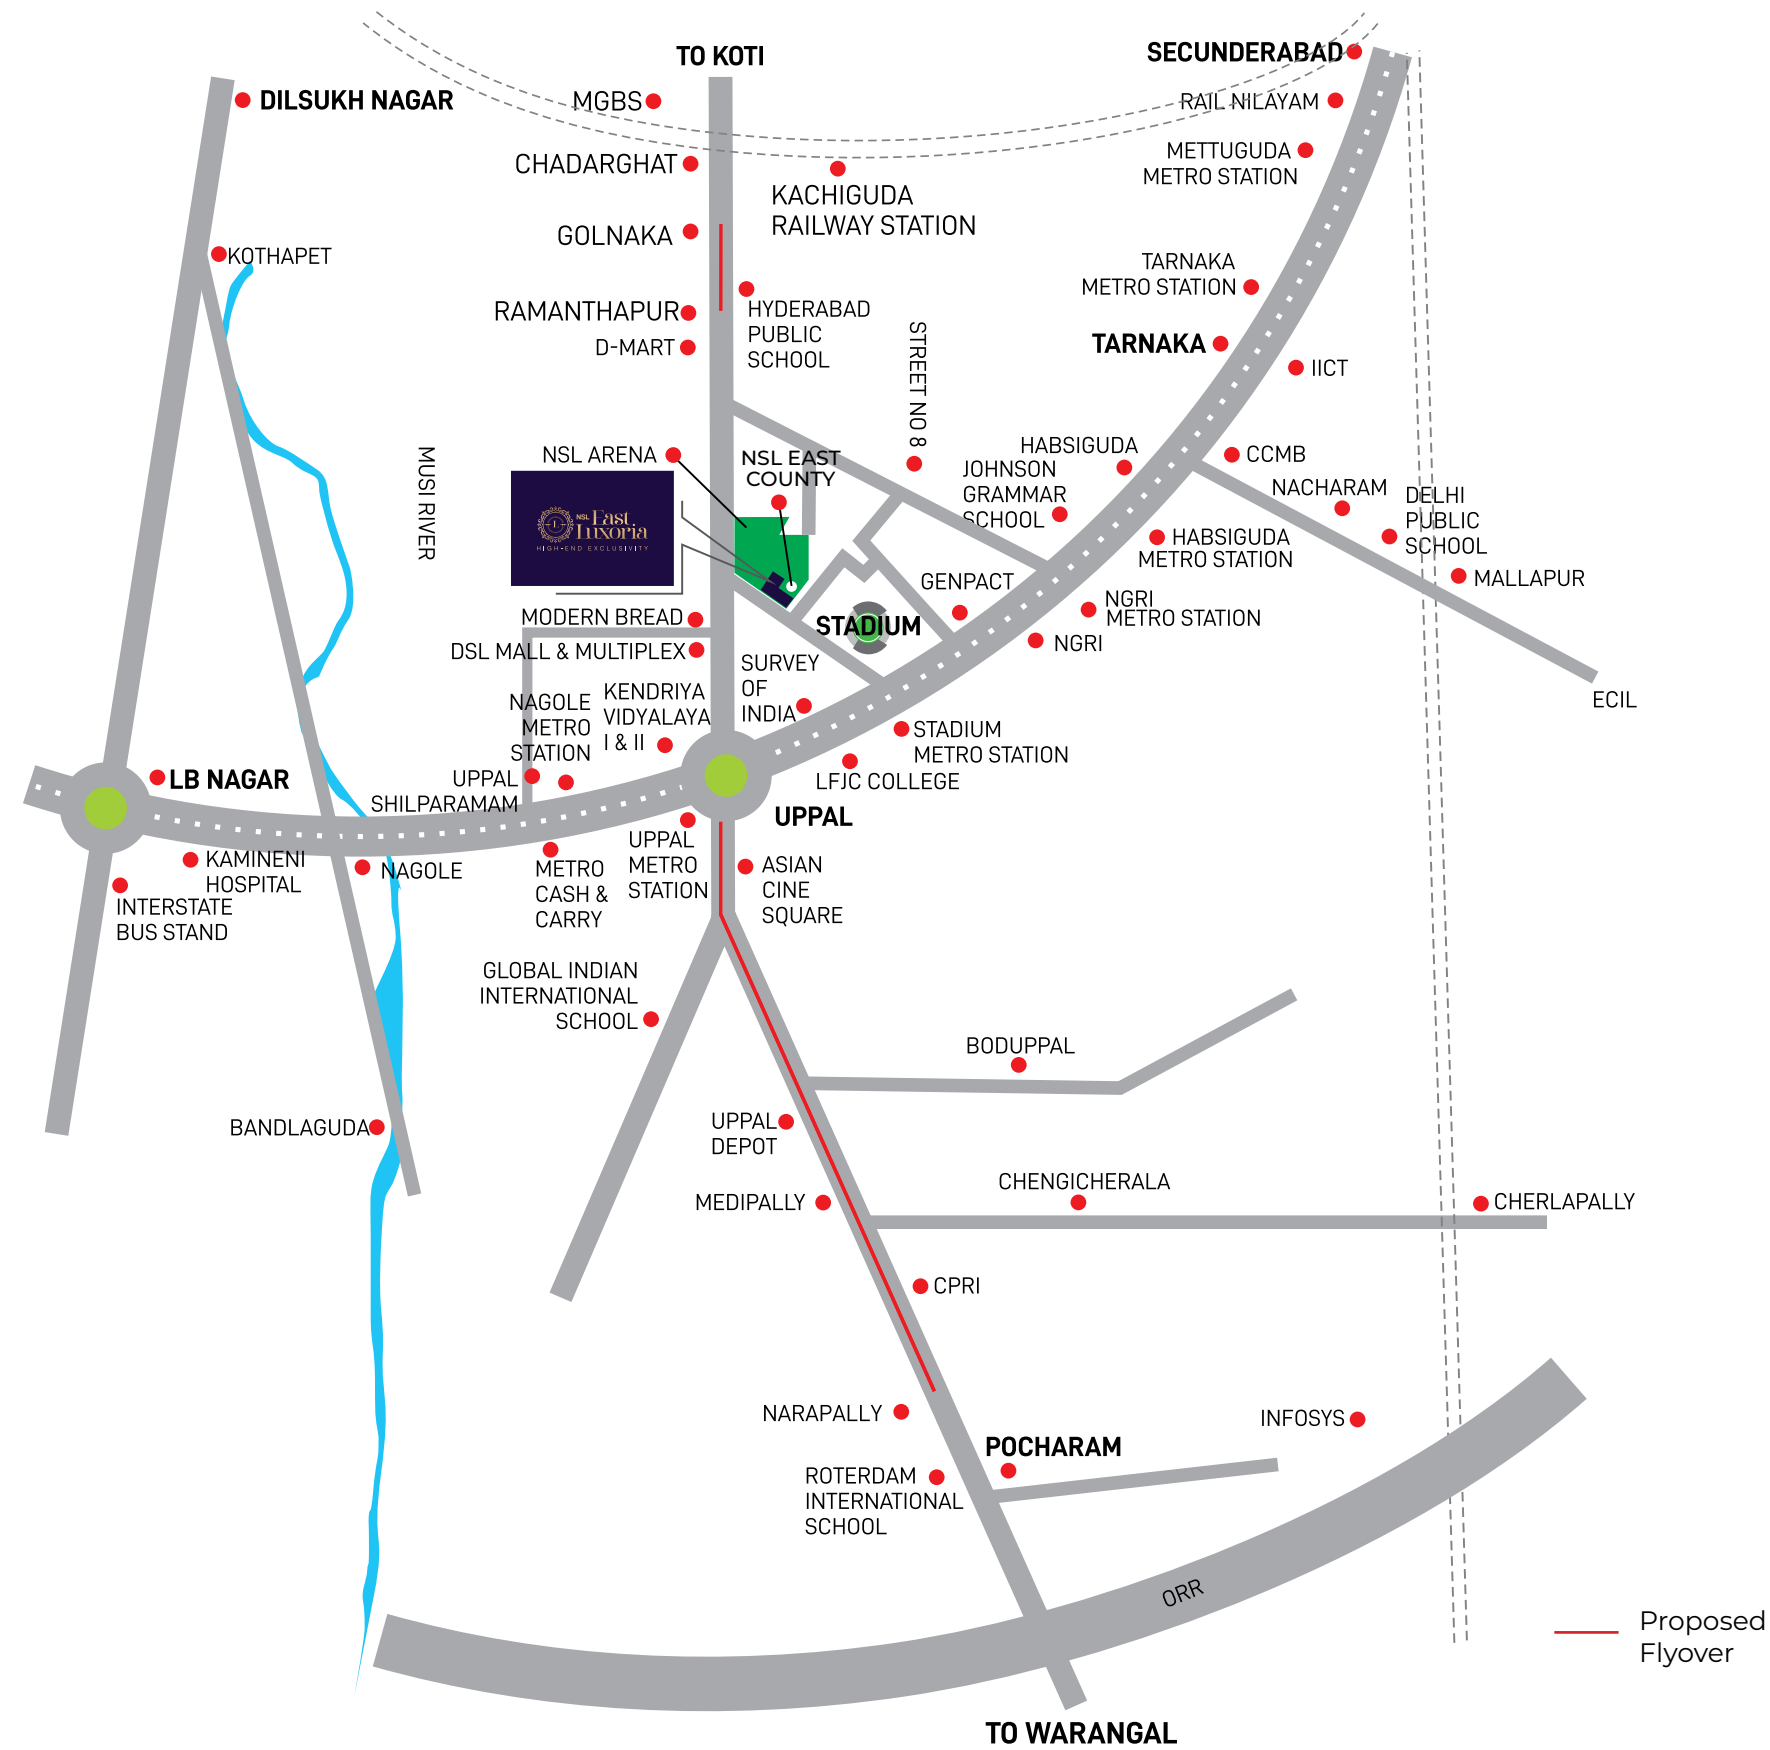 TO KOTI
SECUNDERABAD
DILSUKH NAGAR
MGBS
RAIL NILAYAM
CHADARGHAT
METTUGUDA
METRO STATION
KACHIGUDA
RAILWAY STATION
GOLNAKA
KOTHAPET
TARNAKA
METRO STATION
RAMANTHAPUR
HYDERABAD
PUBLIC
SCHOOL
D-MART
STREET NO 8
TARNAKA
IICT
MUSI RIVER
NSL ARENA
NSL EAST
COUNTY
HABSIGUDA
JOHNSON
GRAMMAR
SCHOOL
CCMB
NACHARAM
DELHI
PUBLIC
SCHOOL
NSL East
Luxoria
HIGH-END EXCLUSIVITY
HABSIGUDA
METRO STATION
MALLAPUR
GENPACT
NGRI
METRO STATION
MODERN BREAD
STADIUM
NGRI
DSL MALL & MULTIPLEX
SURVEY
OF
INDIA
NAGOLE
METRO
STATION
KENDRIYA
VIDYALAYA
I & II
ECIL
STADIUM
METRO STATION
LB NAGAR
UPPAL
SHILPARAMAM
LFJC COLLEGE
UPPAL
KAMINENI
HOSPITAL
NAGOLE
METRO
CASH &
CARRY
UPPAL
METRO
STATION
ASIAN
CINE
SQUARE
INTERSTATE
BUS STAND
GLOBAL INDIAN
INTERNATIONAL
SCHOOL
BODUPPAL
BANDLAGUDA
UPPAL
DEPOT
CHENGICHERALA
MEDIPALLY
CHERLAPALLY
CPRI
NARAPALLY
INFOSYS
POCHARAM
ROTERDAM
INTERNATIONAL
SCHOOL
ORR
Proposed
Flyover
TO WARANGAL